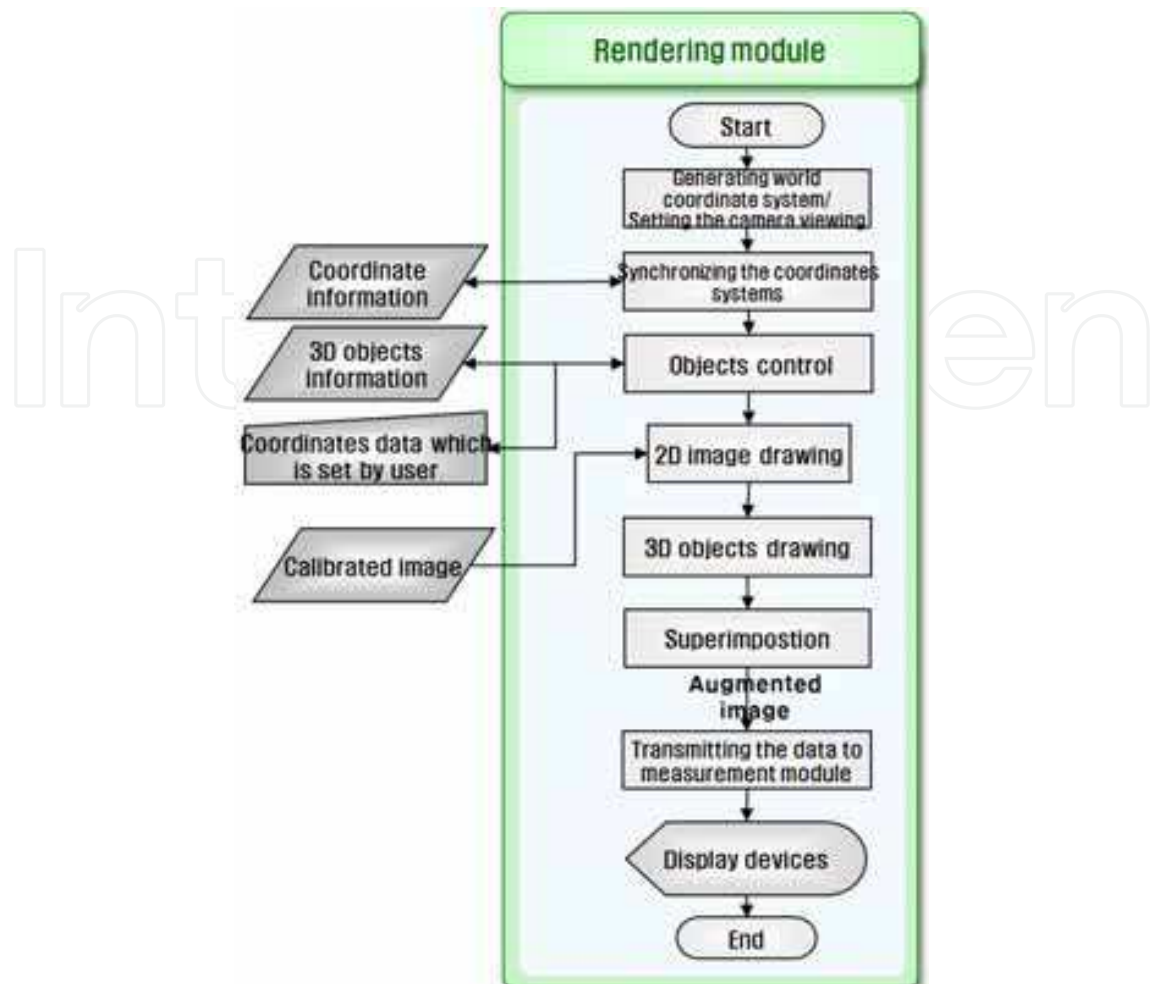 Rendering module
Start
Generating world
coordinate system/
Setting the camera viewing
Coordinate
information
Synchronizing the coordinates
systems
3D objects
information
Objects control
Coordinates data which
is set by user
2D image drawing
Calibrated image
3D objects drawing
Superimpostion
Augmented
image
Transmitting the data to
measurement module
Display devices
End